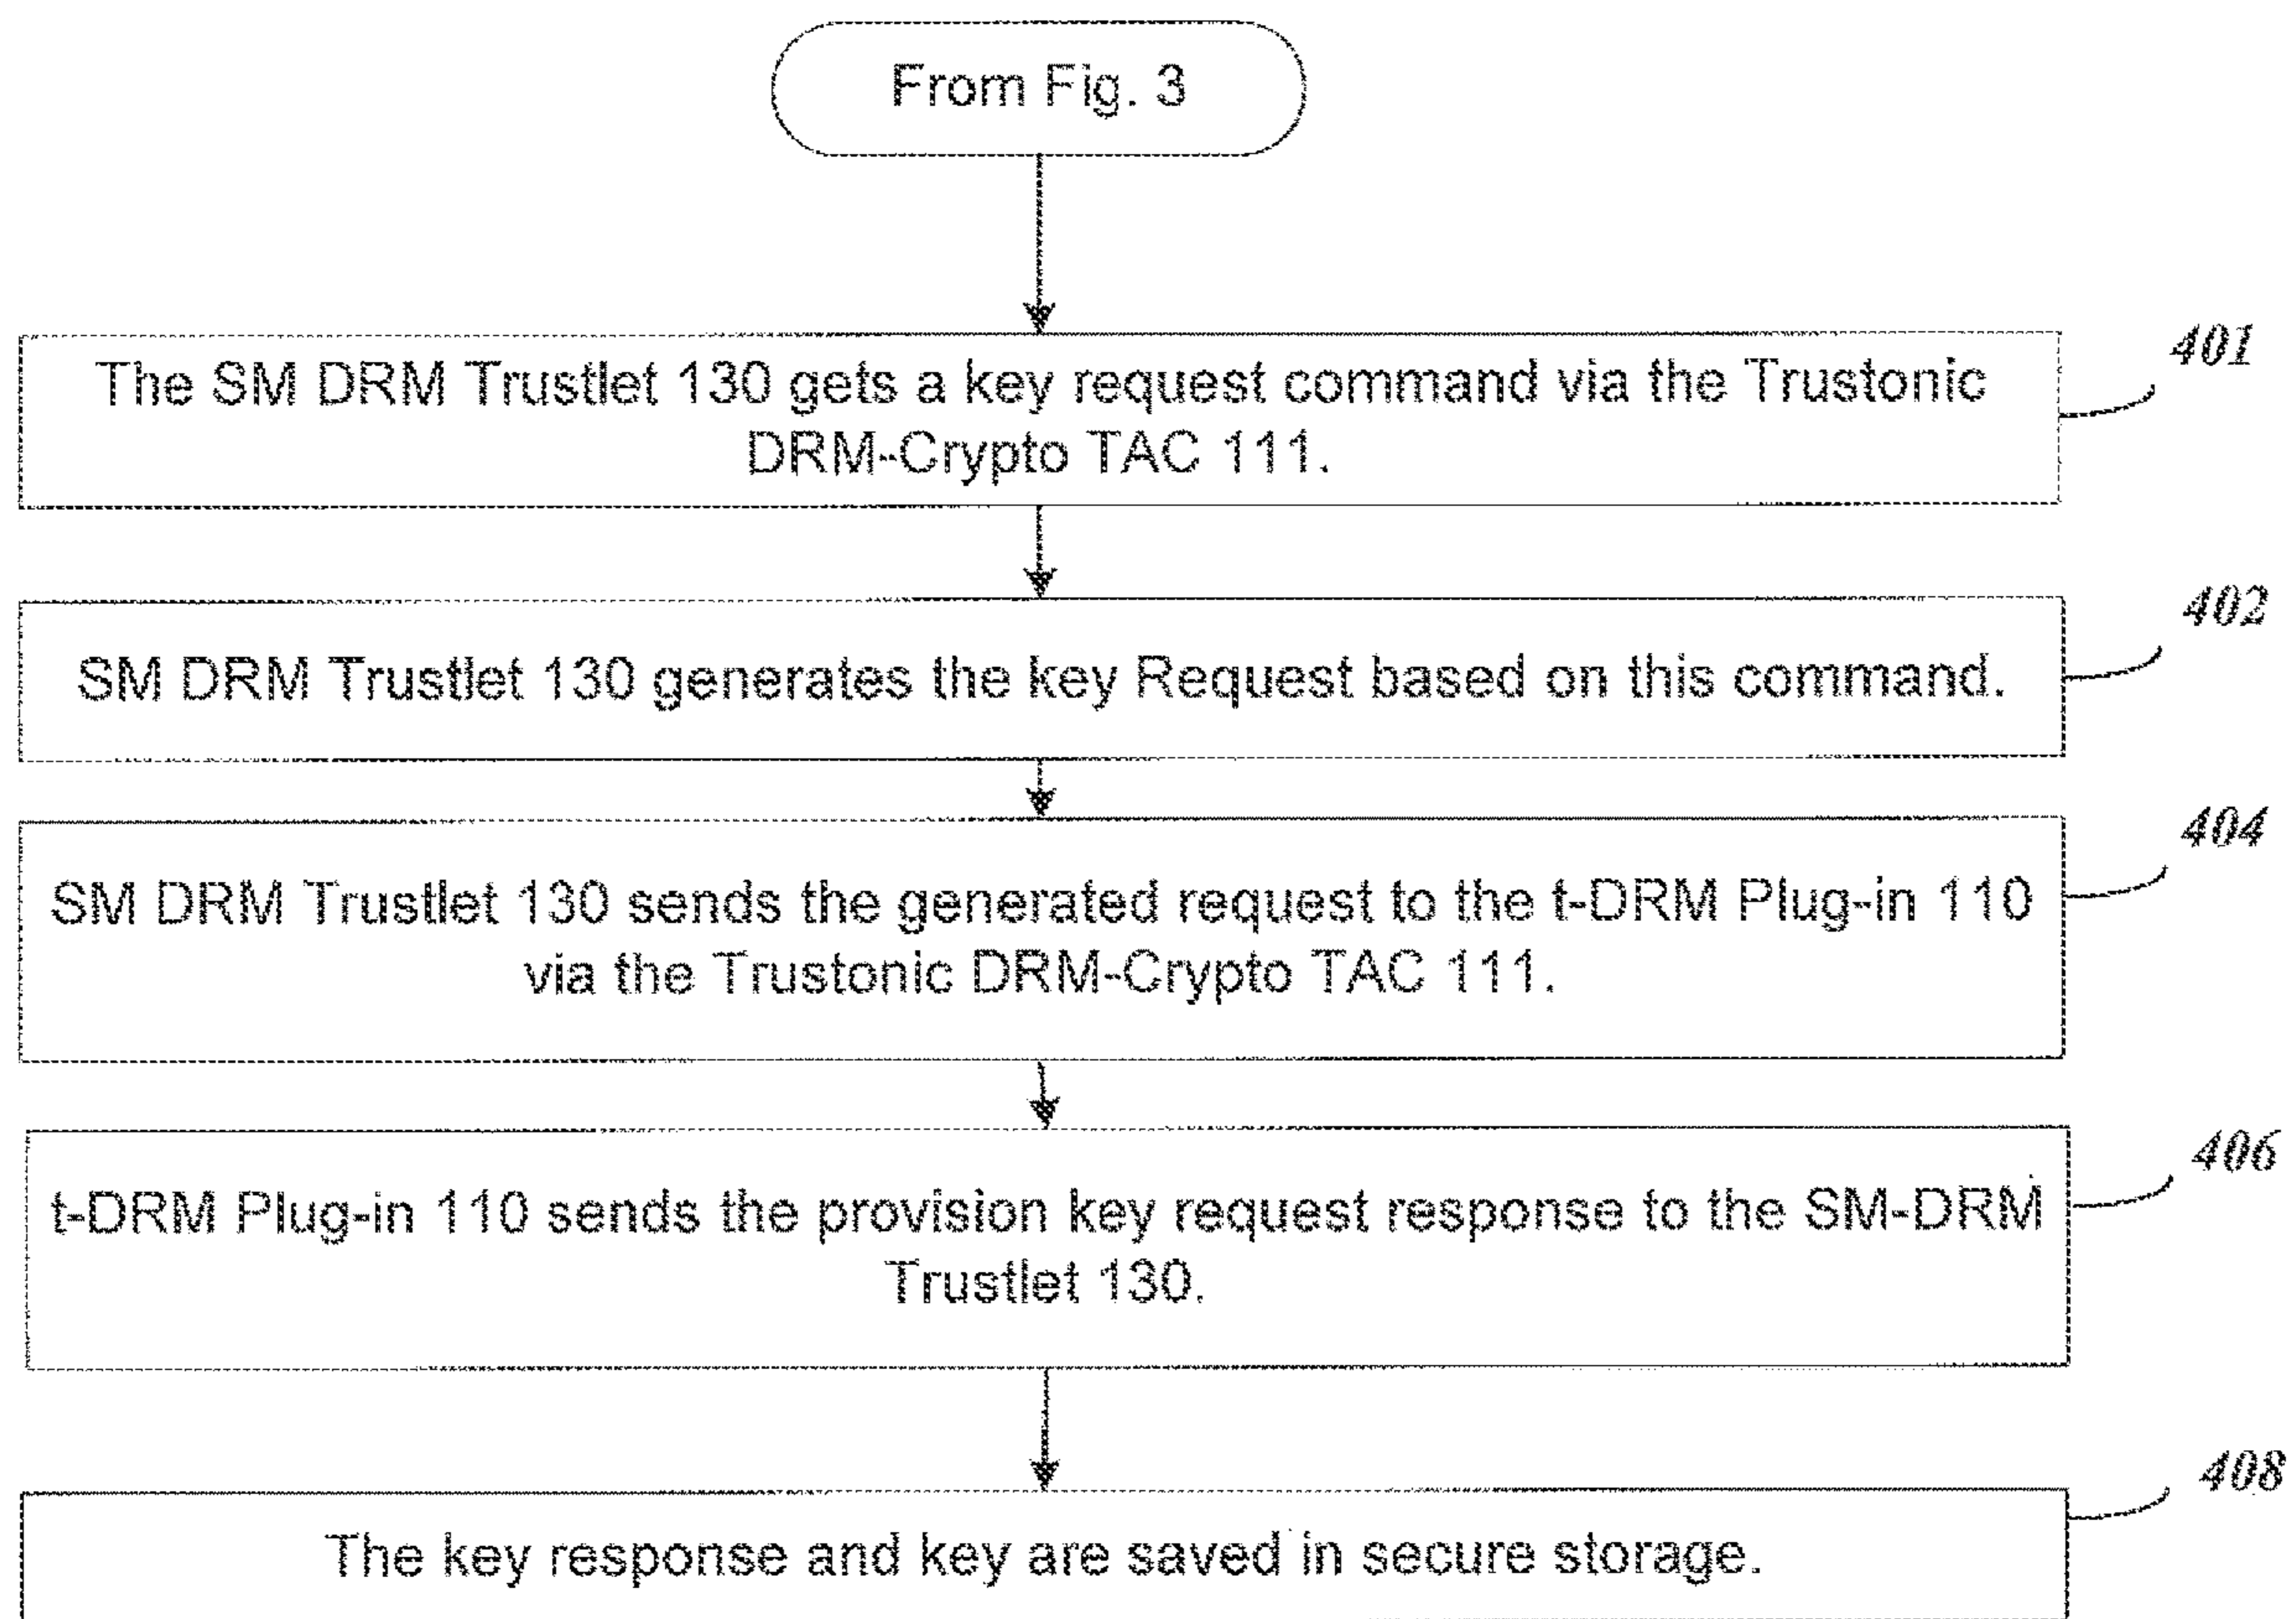 From Fig. 3
401
The SM DRM Trustlet 130 gets a key request command via the Trustonic
DRM-Crypto TAC 111.
402
SM DRM Trustlet 130 generates the key Request based on this command.
404
SM DRM Trustlet 130 sends the generated request to the t-DRM Plug-in 110
via the Trustonic DRM-Crypto TAC 111.
406
t-DRM Plug-in 110 sends the provision key request response to the SM-DRM
Trustlet 130.
408
The key response and key are saved in secure storage.